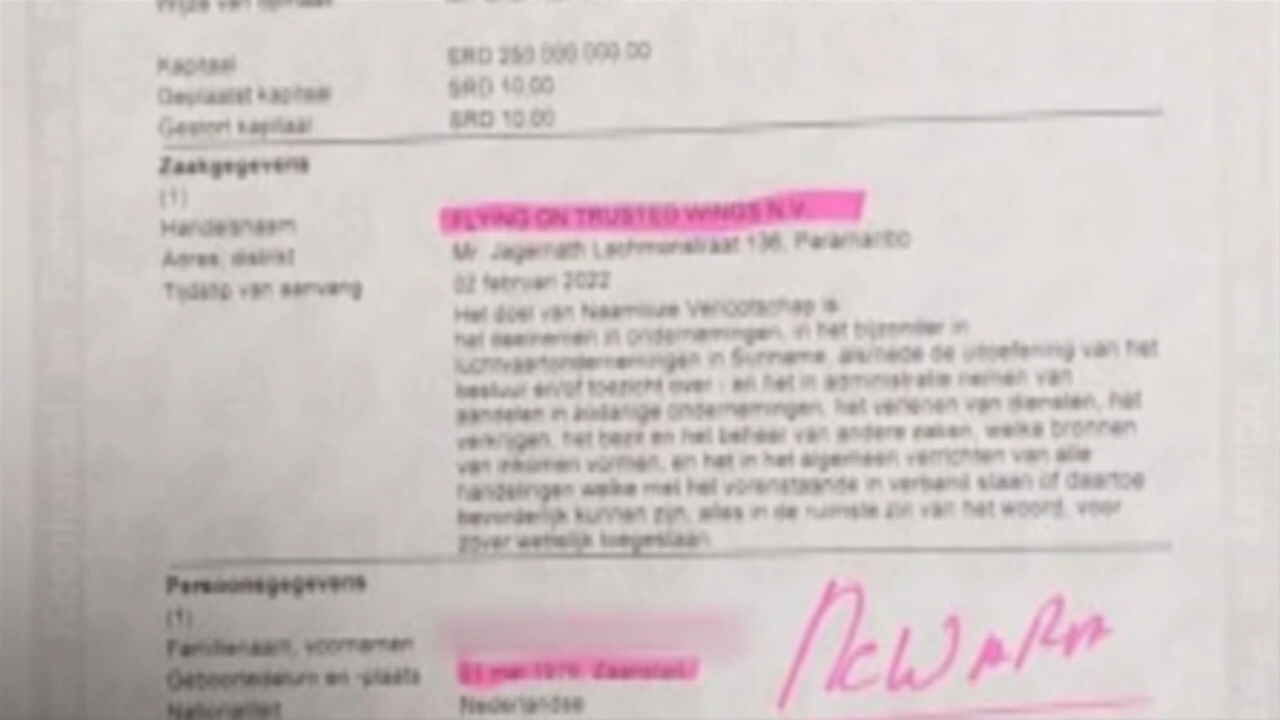 Wijze van opmaak
Kapitaal SRD 250.000.000.00
Geplaatst kapitaal SRD 10.00
Gestort kapitaal SRD 10.00
Zaakgegevens
(1)
Handelsnaam FLYING ON TRUSTED WINGS N.V.
Adres, distrikt Mr. Jagernath Lachmonstraat 136, Paramaribo
Tijdstip van aanvang 02 februari 2022
Het doel van Naamloze Vennootschap is
het deelnemen in ondernemingen, in het bijzonder in
luchtvaartondernemingen in Suriname, alsmede de uitoefening van het
bestuur en/of toezicht over - en het in administratie nemen van
aandelen in zodanige ondernemingen, het verlenen van diensten, het
verkrijgen, het bezit en het beheer van andere zaken, welke bronnen
van inkomen vormen, en het in het algemeen verrichten van alle
handelingen welke met het vorenstaande in verband staan of daartoe
bevorderlijk kunnen zijn, alles in de ruimste zin van het woord, voor
zover wettelijk toegestaan
Persoonsgegevens
(1)
Familienaam, voornamen
Geboortedatum en -plaats mei Zaanstad
Nationaliteit Nederlandse